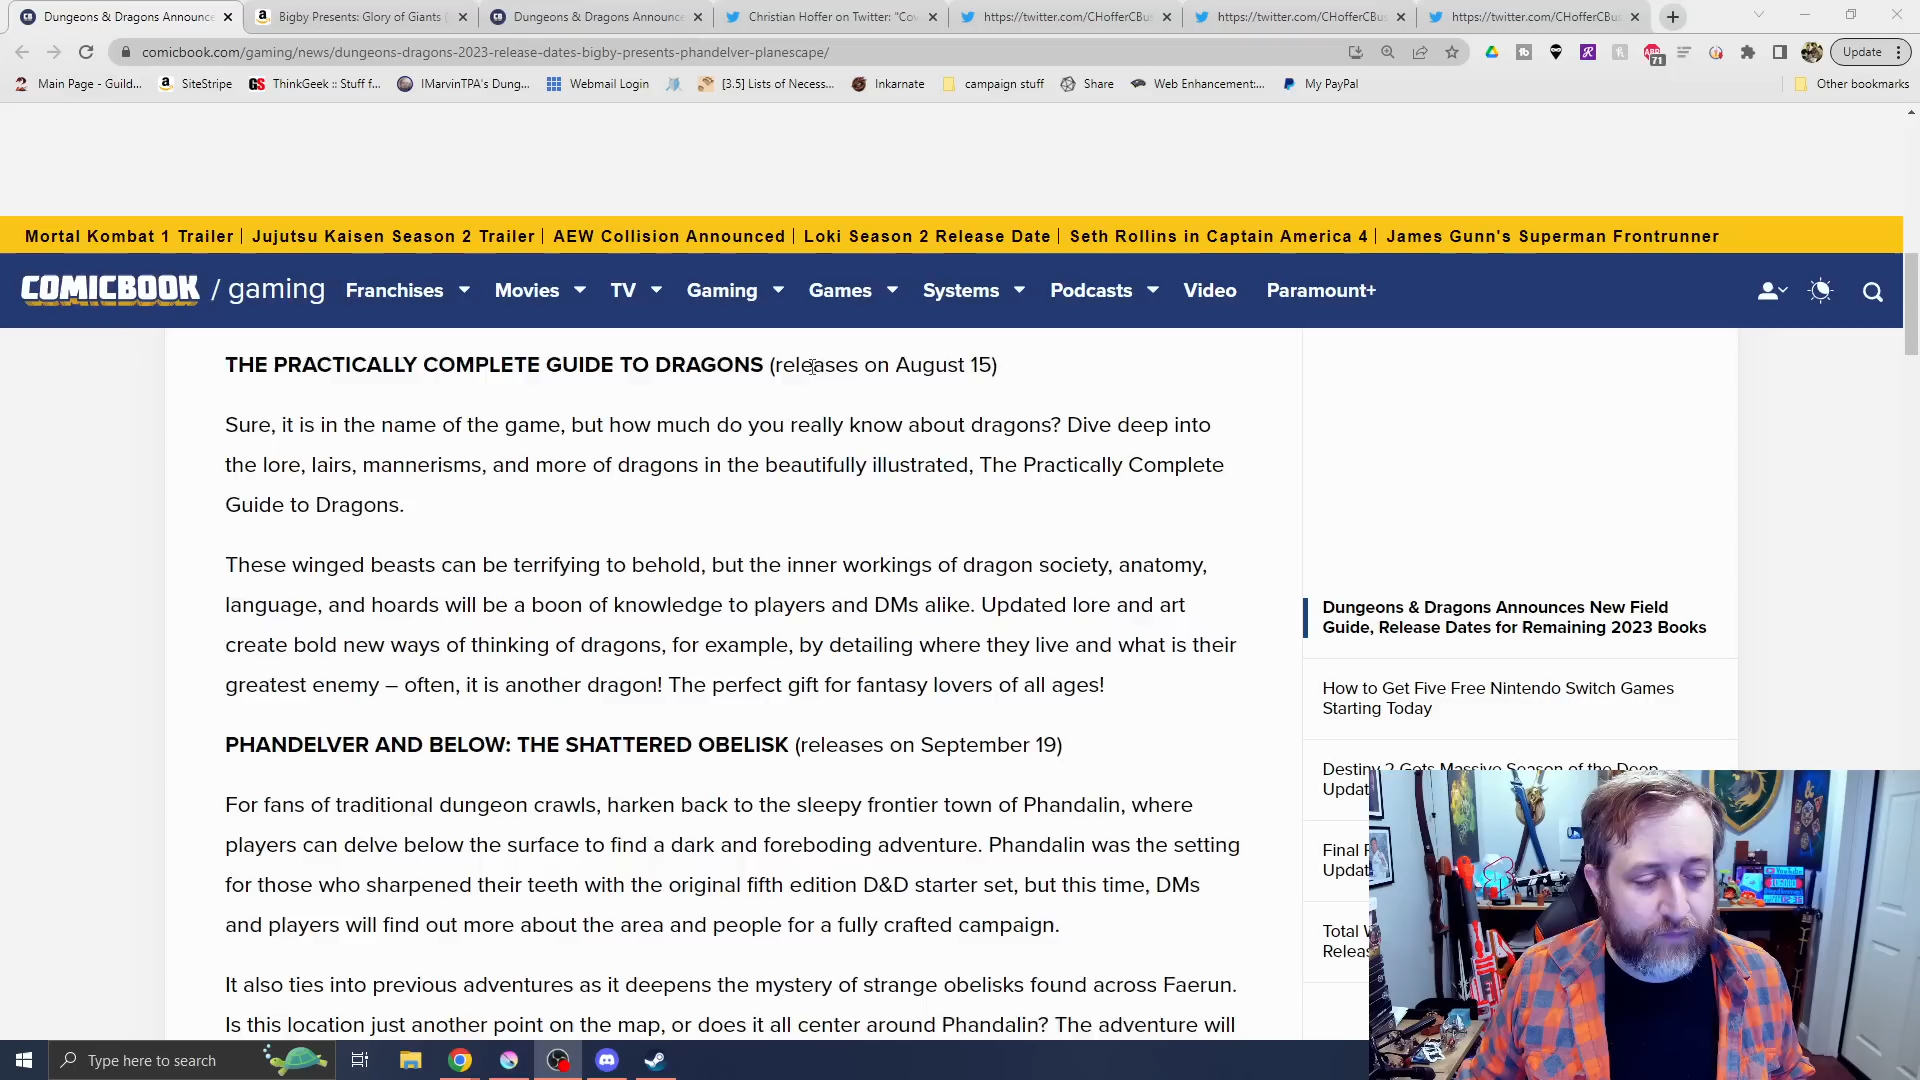 Dungeons & Dragons Announce
Bigby Presents: Glory of Giants (
Dungeons & Dragons Announce
Christian Hoffer on Twitter: "Cov
https://twitter.com/CHofferCBus
https://twitter.com/CHofferCBus
https://twitter.com/CHofferCBus
comicbook.com/gaming/news/dungeons-dragons-2023-release-dates-bigby-presents-phandelver-planescape/
71
Update
Main Page - Guild...
SiteStripe
ThinkGeek :: Stuff f...
IMarvinTPA's Dung...
Webmail Login
[3.5] Lists of Necess...
Inkarnate
campaign stuff
Share
Web Enhancement:...
My PayPal
Other bookmarks
Mortal Kombat 1 Trailer | Jujutsu Kaisen Season 2 Trailer | AEW Collision Announced | Loki Season 2 Release Date | Seth Rollins in Captain America 4 | James Gunn's Superman Frontrunner
COMICBOOK / gaming Franchises Movies TV Gaming Games Systems Podcasts Video Paramount+
THE PRACTICALLY COMPLETE GUIDE TO DRAGONS (releases on August 15)
Sure, it is in the name of the game, but how much do you really know about dragons? Dive deep into
the lore, lairs, mannerisms, and more of dragons in the beautifully illustrated, The Practically Complete
Guide to Dragons.
These winged beasts can be terrifying to behold, but the inner workings of dragon society, anatomy,
language, and hoards will be a boon of knowledge to players and DMs alike. Updated lore and art
create bold new ways of thinking of dragons, for example, by detailing where they live and what is their
greatest enemy – often, it is another dragon! The perfect gift for fantasy lovers of all ages!
PHANDELVER AND BELOW: THE SHATTERED OBELISK (releases on September 19)
For fans of traditional dungeon crawls, harken back to the sleepy frontier town of Phandalin, where
players can delve below the surface to find a dark and foreboding adventure. Phandalin was the setting
for those who sharpened their teeth with the original fifth edition D&D starter set, but this time, DMs
and players will find out more about the area and people for a fully crafted campaign.
It also ties into previous adventures as it deepens the mystery of strange obelisks found across Faerun.
Is this location just another point on the map, or does it all center around Phandalin? The adventure will
Dungeons & Dragons Announces New Field
Guide, Release Dates for Remaining 2023 Books
How to Get Five Free Nintendo Switch Games
Starting Today
Destiny 2 Gets Massive Season of the Deep
Updat
Final F
Updat
Total W
Releas
Type here to search